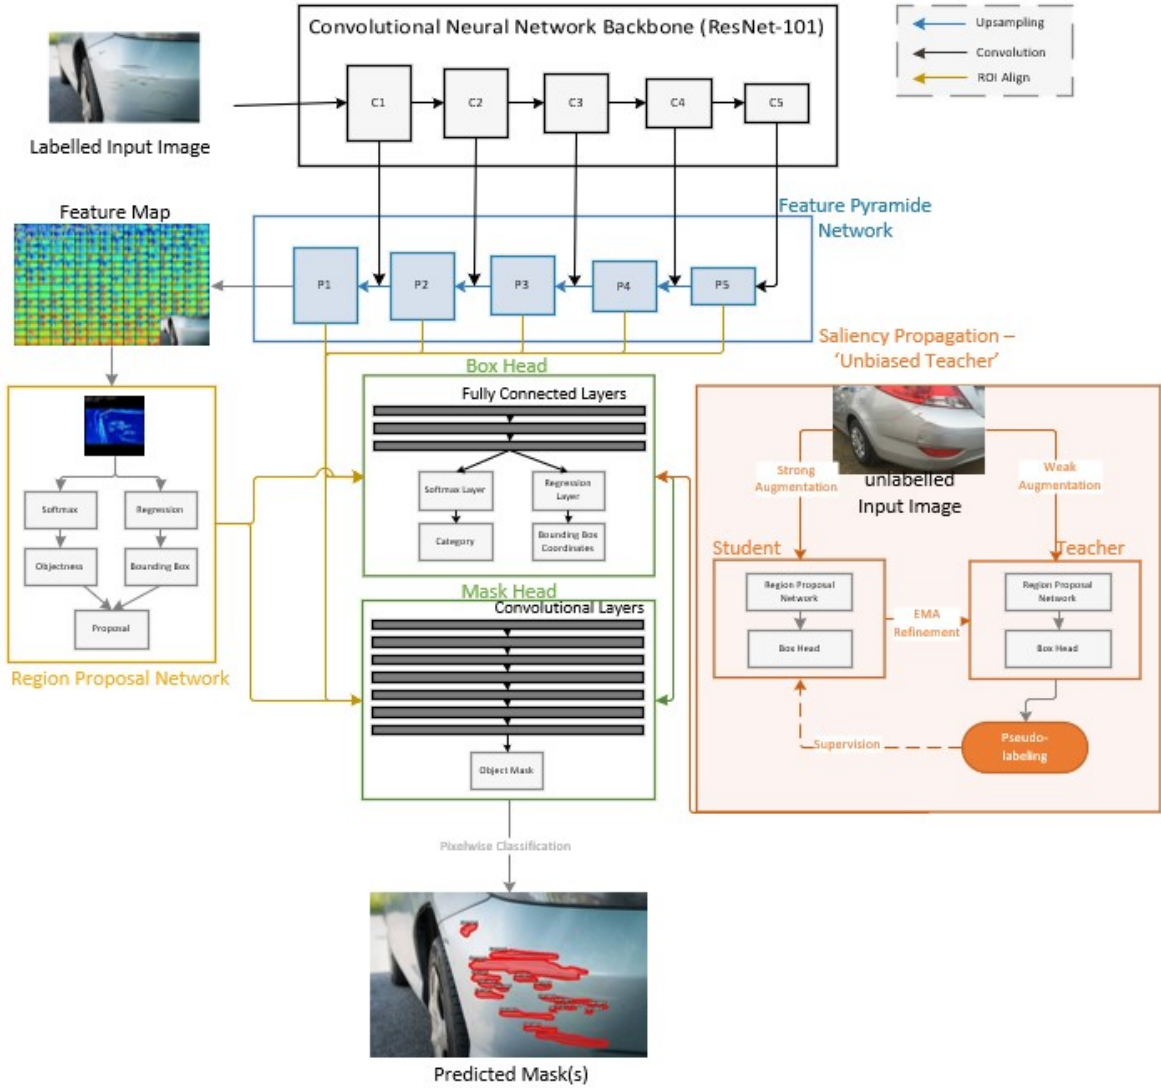 Convolutional Neural Network Backbone (ResNet-101)
C1
C2
C3
C4
C5
Upsampling
Convolution
ROI Align
Labelled Input Image
Feature Map
Feature Pyramide
Network
P1
P2
P3
P4
P5
Saliency Propagation –
‘Unbiased Teacher’
Box Head
Fully Connected Layers
Softmax Layer
Regression
Layer
Category
Bounding Box
Coordinates
Softmax
Regression
Objectness
Bounding Box
Proposal
Region Proposal Network
Mask Head
Convolutional Layers
Object Mask
Strong
Augmentation
unlabelled
Input Image
Weak
Augmentation
Student
Teacher
Region Proposal
Network
Box Head
EMA
Refinement
Region Proposal
Network
Box Head
Supervision
Pseudo-
labelling
Pixelwise Classification
Predicted Mask(s)